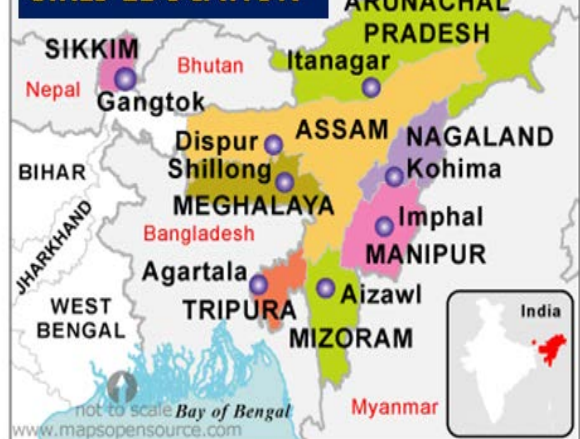 ARUNACHAL
PRADESH
SIKKIM
Bhutan
Itanagar
Nepal
Gangtok
ASSAM
NAGALAND
Dispur
BIHAR
Shillong
Kohima
MEGHALAYA
Imphal
Bangladesh
MANIPUR
JHARKHAND
Agartala
Aizawl
TRIPURA
WEST
BENGAL
MIZORAM
India
not to scale
Bay of Bengal
Myanmar
www.mapsopensource.com